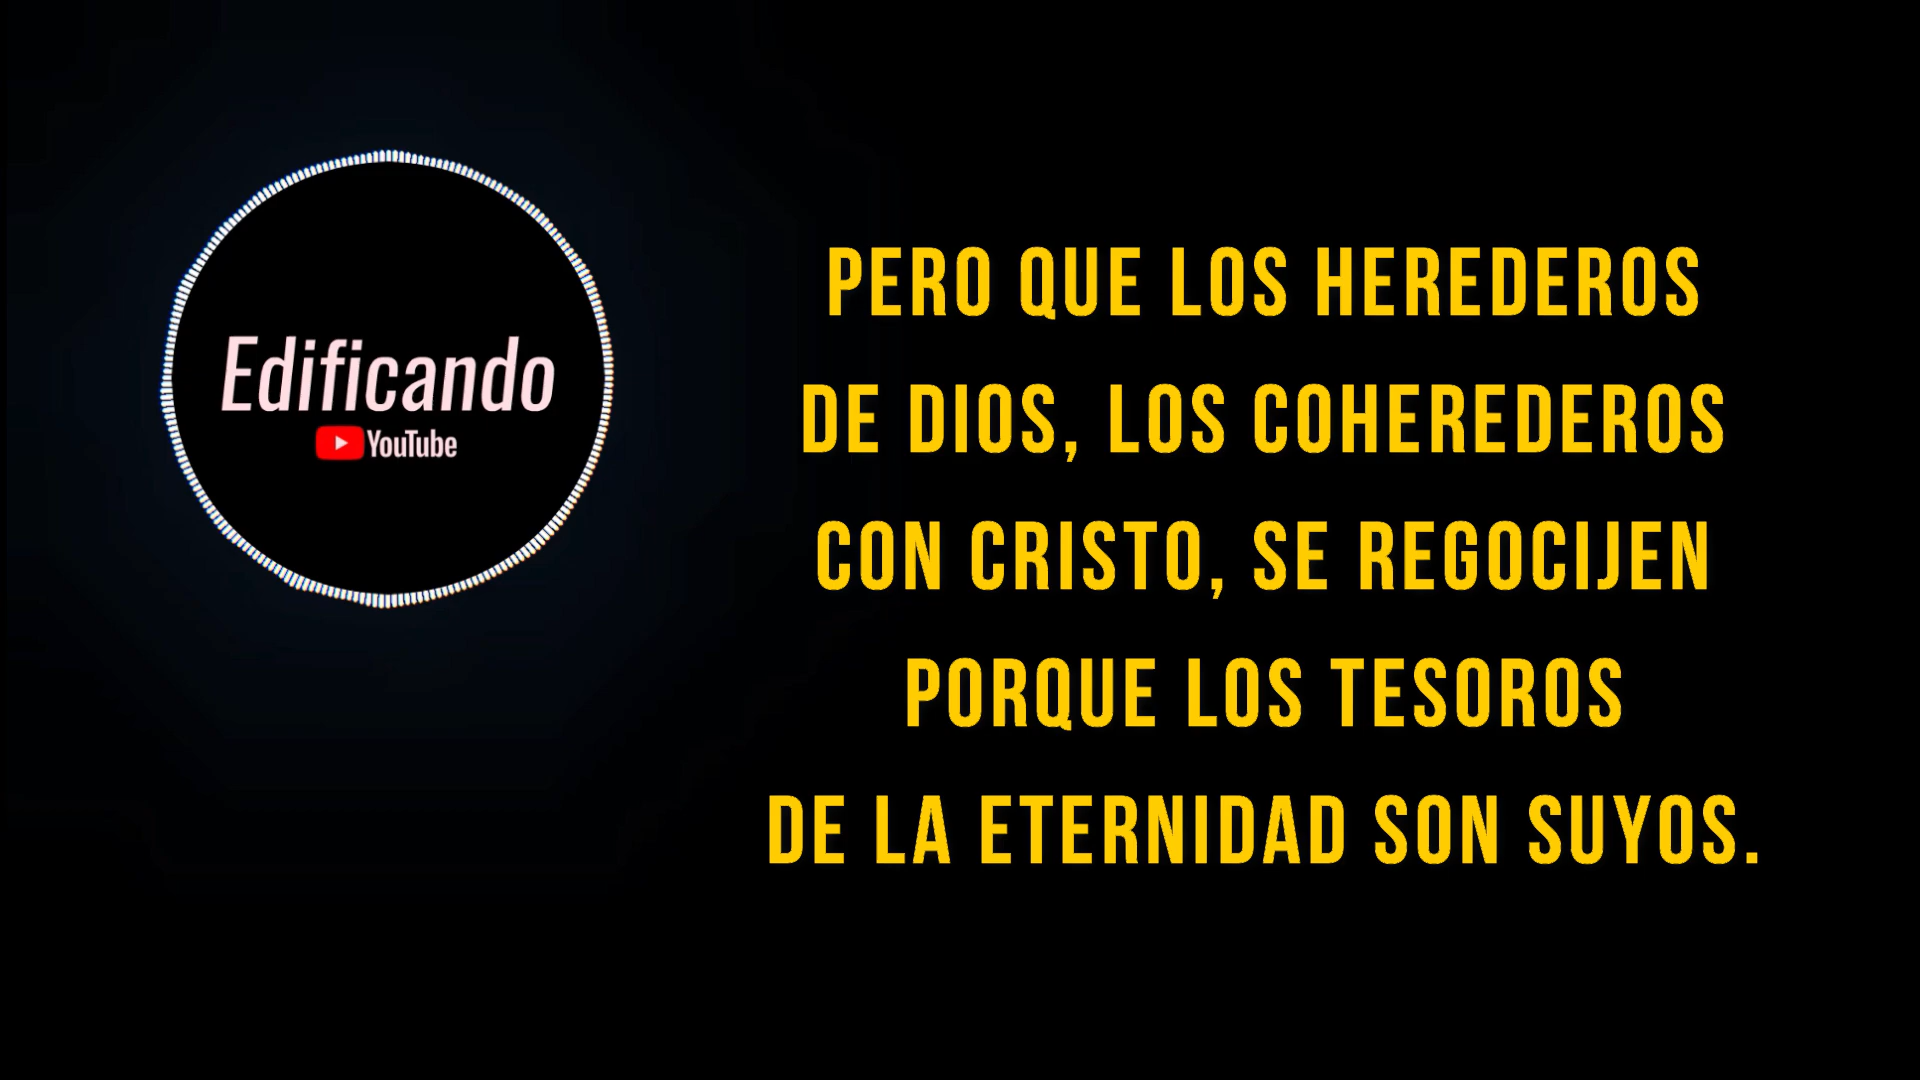 Edificando
YouTube
PERO QUE LOS HEREDEROS
DE DIOS, LOS COHEREDEROS
CON CRISTO, SE REGOCIJEN
PORQUE LOS TESOROS
DE LA ETERNIDAD SON SUYOS.